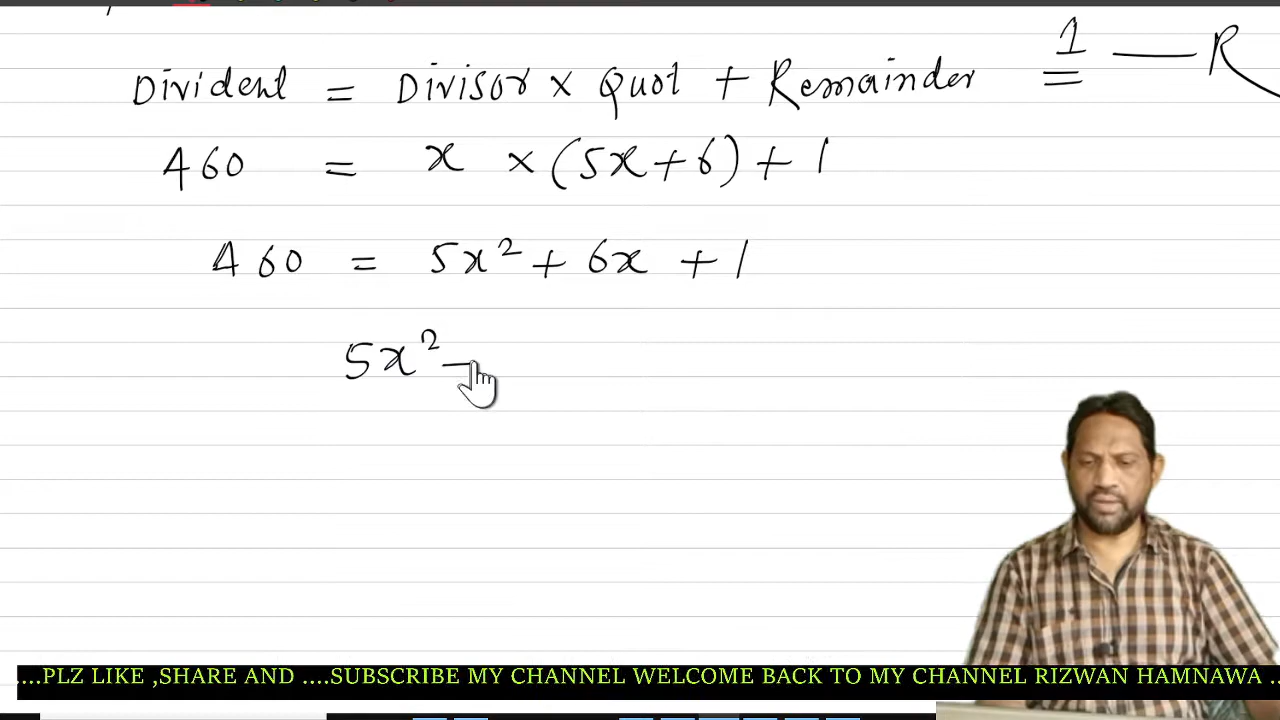 Divident = Divisor × Quot + Remainder 1 — R
460 = x × (5x+6) + 1
460 = 5x² + 6x + 1
5x²
....PLZ LIKE ,SHARE AND ....SUBSCRIBE MY CHANNEL WELCOME BACK TO MY CHANNEL RIZWAN HAMNAWA ..